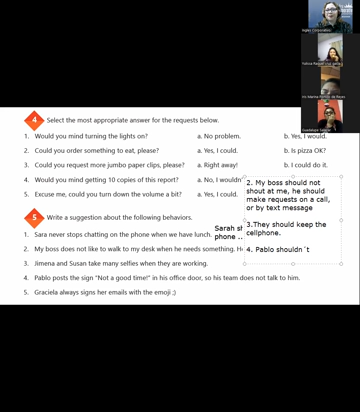 4 Select the most appropriate answer for the requests below.
1. Would you mind turning the lights on? a. No problem. b. Yes, I would.
2. Could you order something to eat, please? a. Yes, I could. b. Is pizza OK?
3. Could you request more jumbo paper clips, please? a. Right away! b. I could do it.
4. Would you mind getting 10 copies of this report? a. No, I wouldn'
5. Excuse me, could you turn down the volume a bit? a. Yes, I could.
2. My boss should not
shout at me, he should
make requests on a call,
or by text message
3.They should keep the
cellphone.
4. Pablo shouldn´t
5 Write a suggestion about the following behaviors.
Sarah sh
phone ..
1. Sara never stops chatting on the phone when we have lunch.
2. My boss does not like to walk to my desk when he needs something. He
3. Jimena and Susan take many selfies when they are working.
4. Pablo posts the sign "Not a good time!" in his office door, so his team does not talk to him.
5. Graciela always signs her emails with the emoji ;)